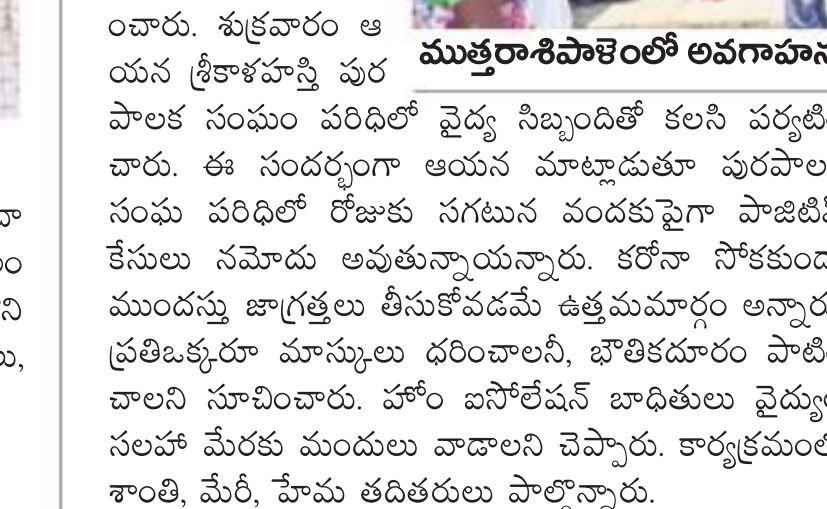 ముత్తరాశిపాళెంలో అవగాహన
ంచారు. శుక్రవారం ఆ
యన శ్రీకాళహస్తి పుర
పాలక సంఘం పరిధిలో వైద్య సిబ్బందితో కలసి పర్యటిం
చారు. ఈ సందర్భంగా ఆయన మాట్లాడుతూ పురపాల
సంఘ పరిధిలో రోజుకు సగటున వందకుపైగా పాజిటివ్
కేసులు నమోదు అవుతున్నాయన్నారు. కరోనా సోకకుండా
ముందస్తు జాగ్రత్తలు తీసుకోవడమే ఉత్తమమార్గం అన్నారు
ప్రతిఒక్కరూ మాస్కులు ధరించాలనీ, భౌతికదూరం పాటిం
చాలని సూచించారు. హోం ఐసోలేషన్ బాధితులు వైద్యుల
సలహా మేరకు మందులు వాడాలని చెప్పారు. కార్యక్రమంలో
శాంతి, మేరీ, హేమ తదితరులు పాల్గొన్నారు.